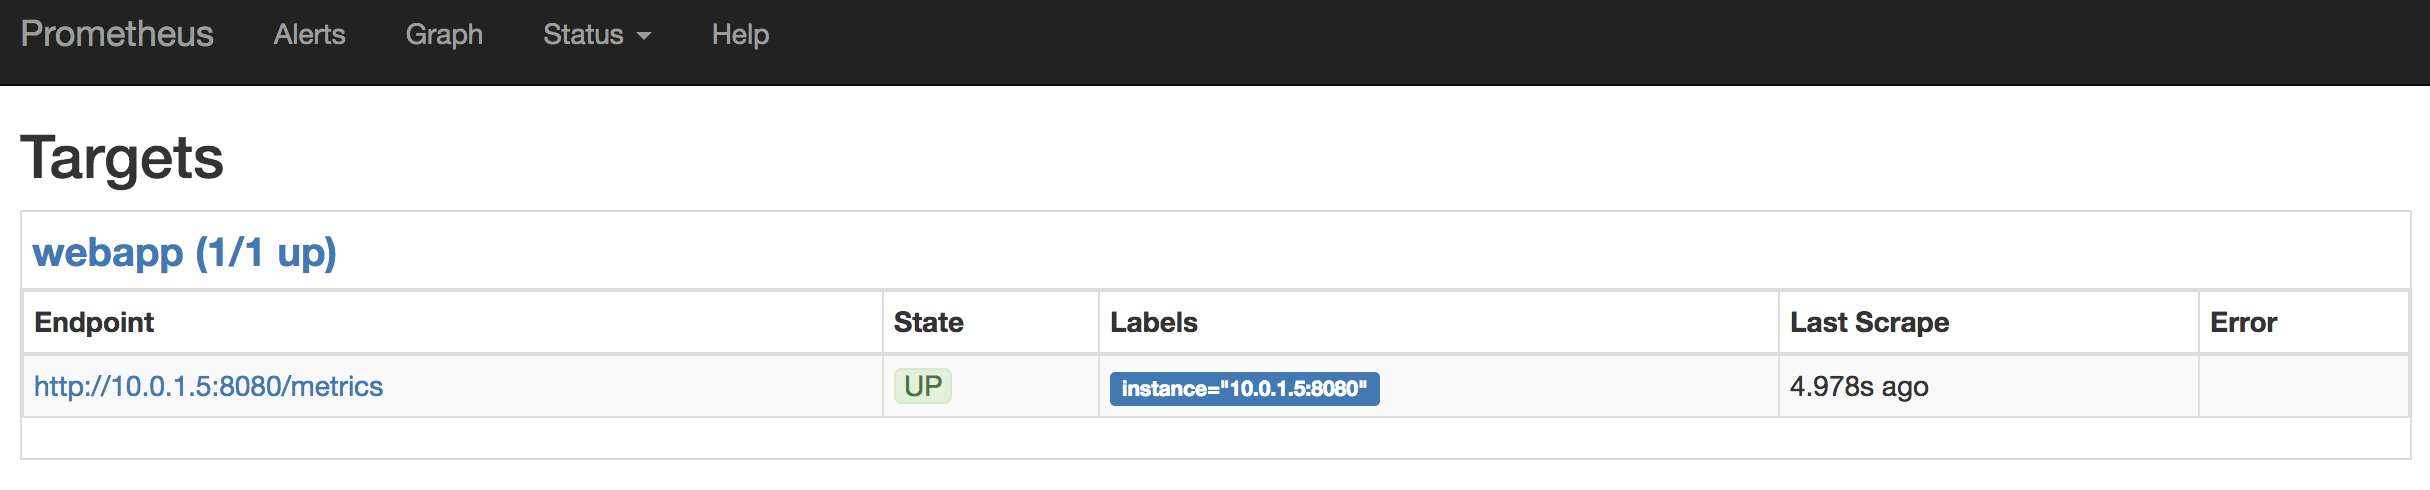 Prometheus Alerts Graph Status Help
Targets
webapp (1/1 up)
Endpoint State Labels Last Scrape Error
http://10.0.1.5:8080/metrics UP instance="10.0.1.5:8080" 4.978s ago